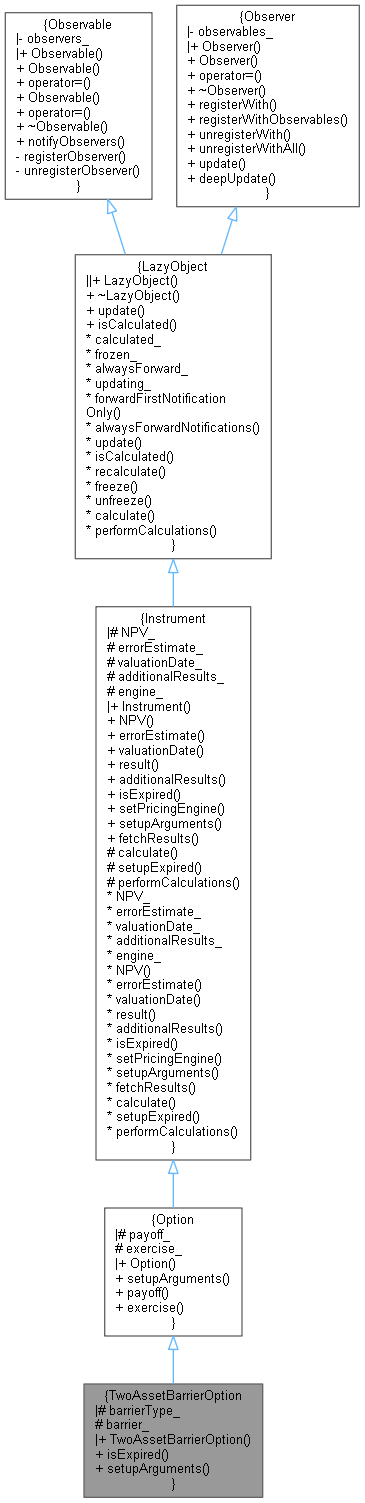 {Observable
|- observers_
|+ Observable()
+ Observable()
+ operator=()
+ Observable()
+ operator=()
+ ~Observable()
+ notifyObservers()
- registerObserver()
- unregisterObserver()
}
{Observer
|- observables_
|+ Observer()
+ Observer()
+ operator=()
+ ~Observer()
+ registerWith()
+ registerWithObservables()
+ unregisterWith()
+ unregisterWithAll()
+ update()
+ deepUpdate()
}
{LazyObject
||+ LazyObject()
+ ~LazyObject()
+ update()
+ isCalculated()
* calculated_
* frozen_
* alwaysForward_
* updating_
* forwardFirstNotification
Only()
* alwaysForwardNotifications()
* update()
* isCalculated()
* recalculate()
* freeze()
* unfreeze()
* calculate()
* performCalculations()
}
{Instrument
|# NPV_
# errorEstimate_
# valuationDate_
# additionalResults_
# engine_
|+ Instrument()
+ NPV()
+ errorEstimate()
+ valuationDate()
+ result()
+ additionalResults()
+ isExpired()
+ setPricingEngine()
+ setupArguments()
+ fetchResults()
# calculate()
# setupExpired()
# performCalculations()
* NPV_
* errorEstimate_
* valuationDate_
* additionalResults_
* engine_
* NPV()
* errorEstimate()
* valuationDate()
* result()
* additionalResults()
* isExpired()
* setPricingEngine()
* setupArguments()
* fetchResults()
* calculate()
* setupExpired()
* performCalculations()
}
{Option
|# payoff_
# exercise_
|+ Option()
+ setupArguments()
+ payoff()
+ exercise()
}
{TwoAssetBarrierOption
|# barrierType_
# barrier_
|+ TwoAssetBarrierOption()
+ isExpired()
+ setupArguments()
}